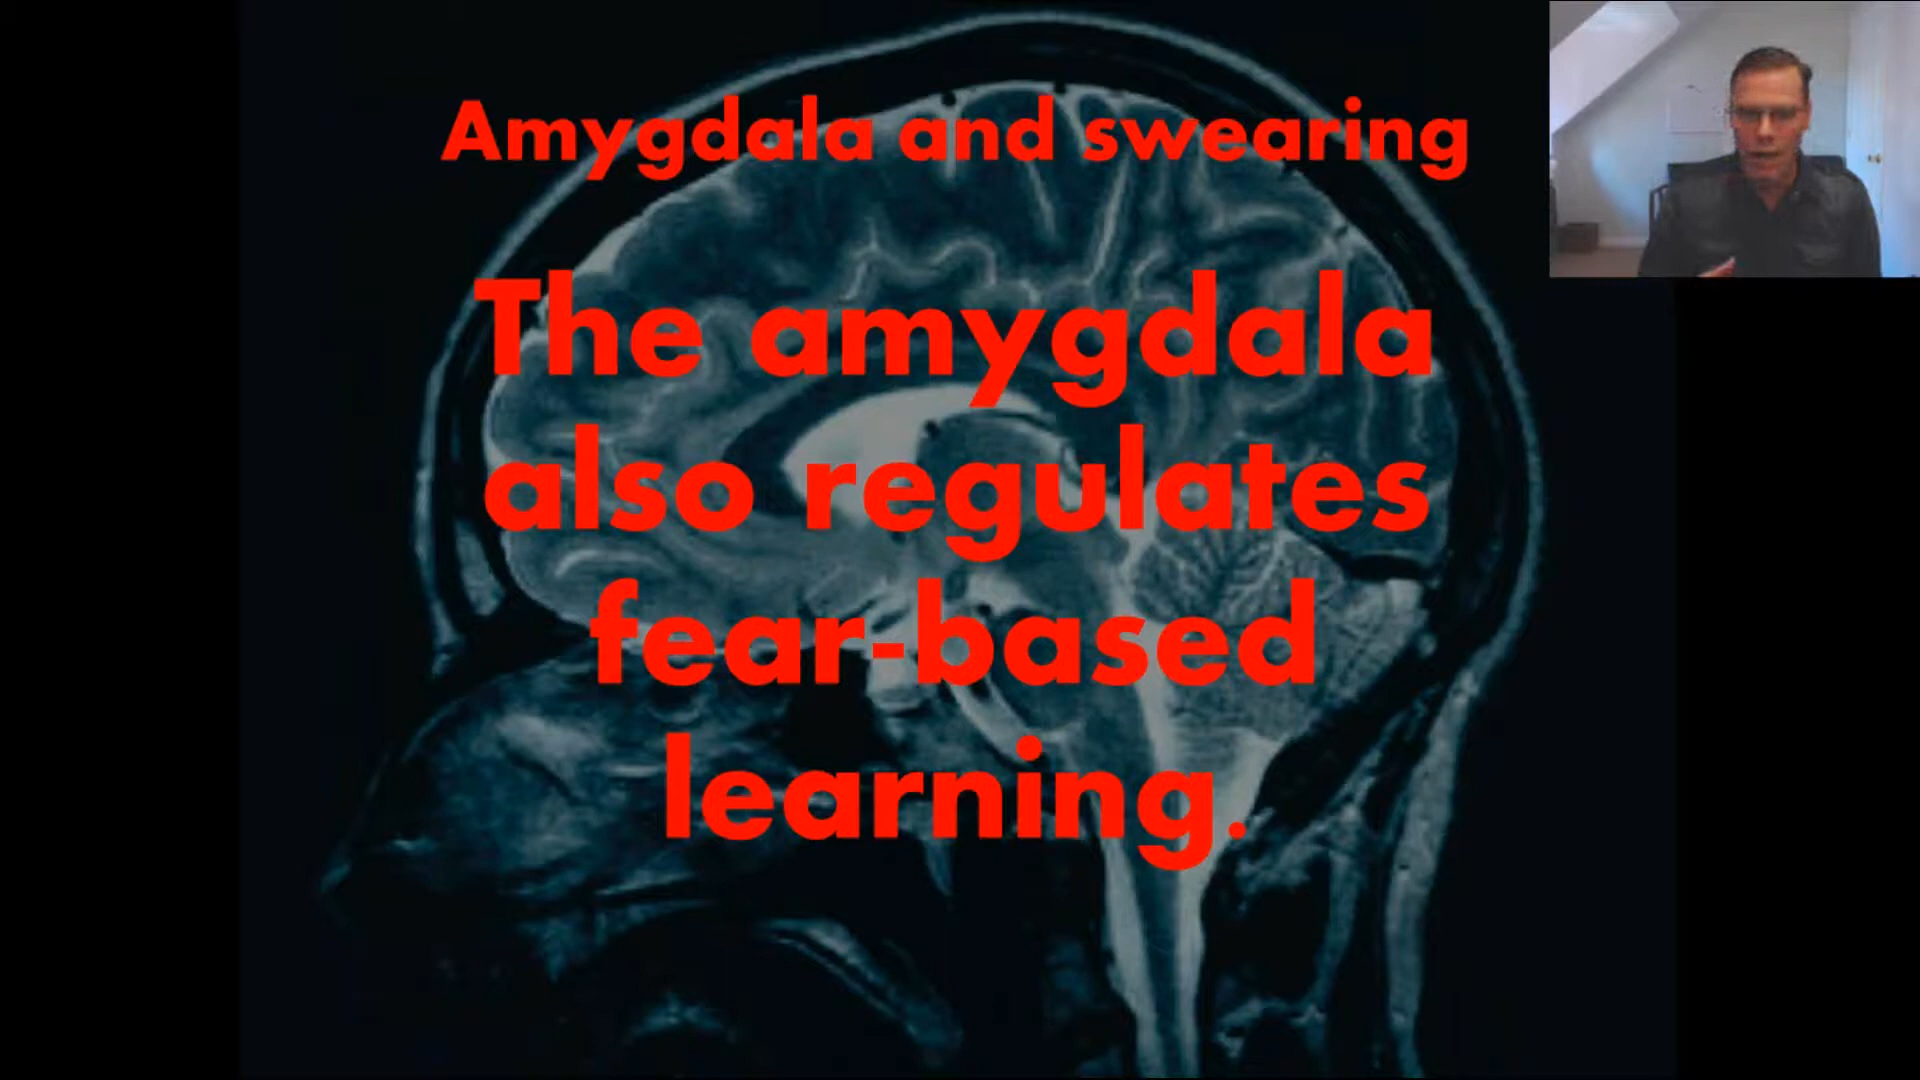 Amygdala and swearing
The amygdala
also regulates
fear-based
learning.